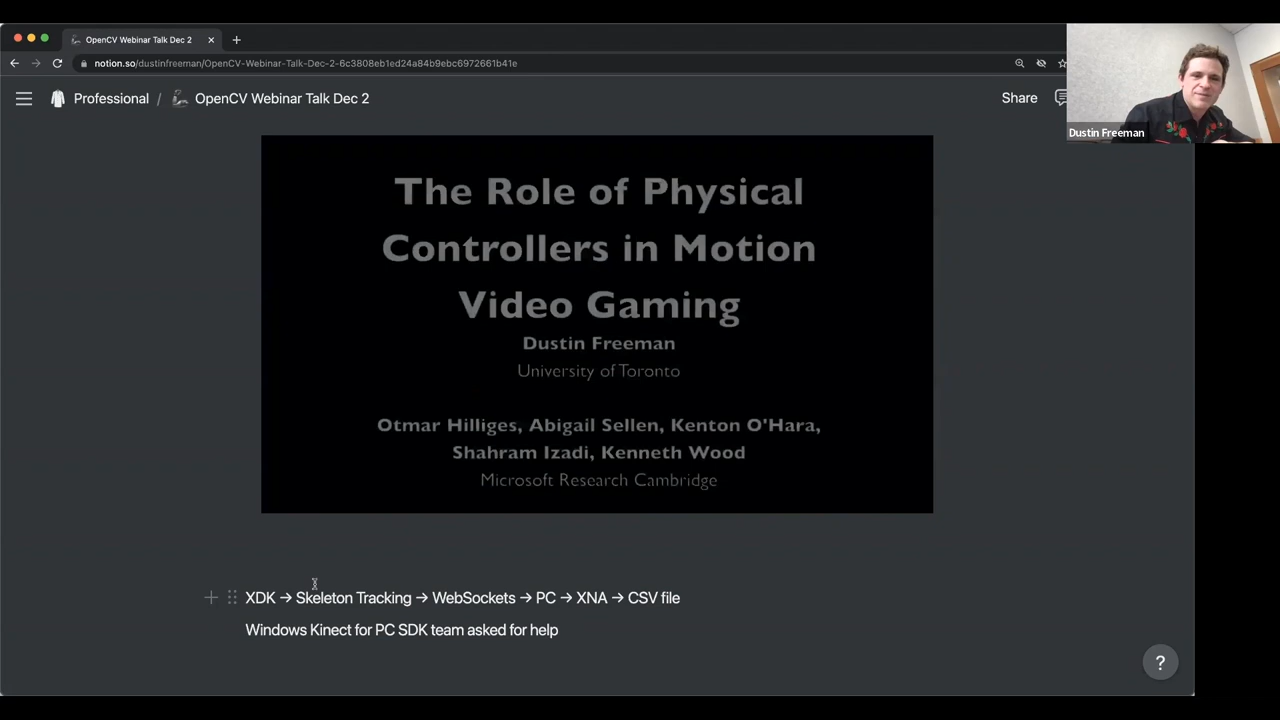 OpenCV Webinar Talk Dec 2
notion.so/dustinfreeman/OpenCV-Webinar-Talk-Dec-2-6c3808eb1ed24a84b9ebc6972661b41e
Professional / OpenCV Webinar Talk Dec 2
Share
Dustin Freeman
The Role of Physical
Controllers in Motion
Video Gaming
Dustin Freeman
University of Toronto
Otmar Hilliges, Abigail Sellen, Kenton O'Hara,
Shahram Izadi, Kenneth Wood
Microsoft Research Cambridge
XDK → Skeleton Tracking → WebSockets → PC → XNA → CSV file
Windows Kinect for PC SDK team asked for help
?